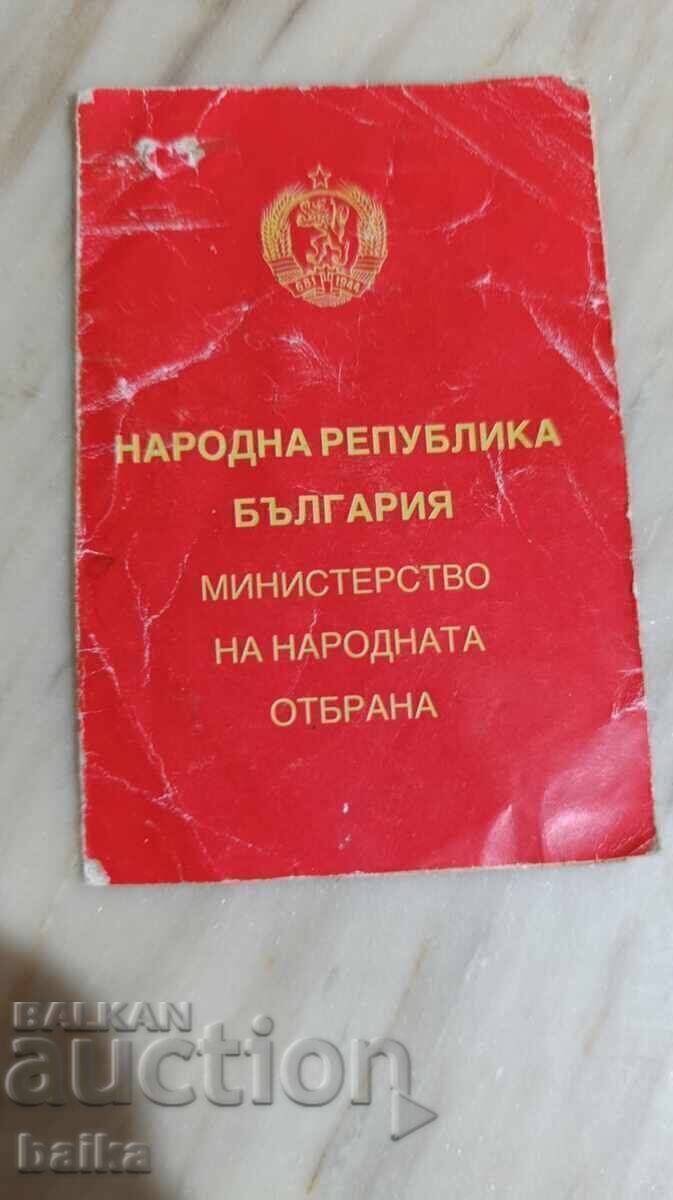 681 1944
НАРОДНА РЕПУБЛИКА
БЪЛГАРИЯ
МИНИСТЕРСТВО
НА НАРОДНАТА
ОТБРАНА
BALKAN
auction
baika